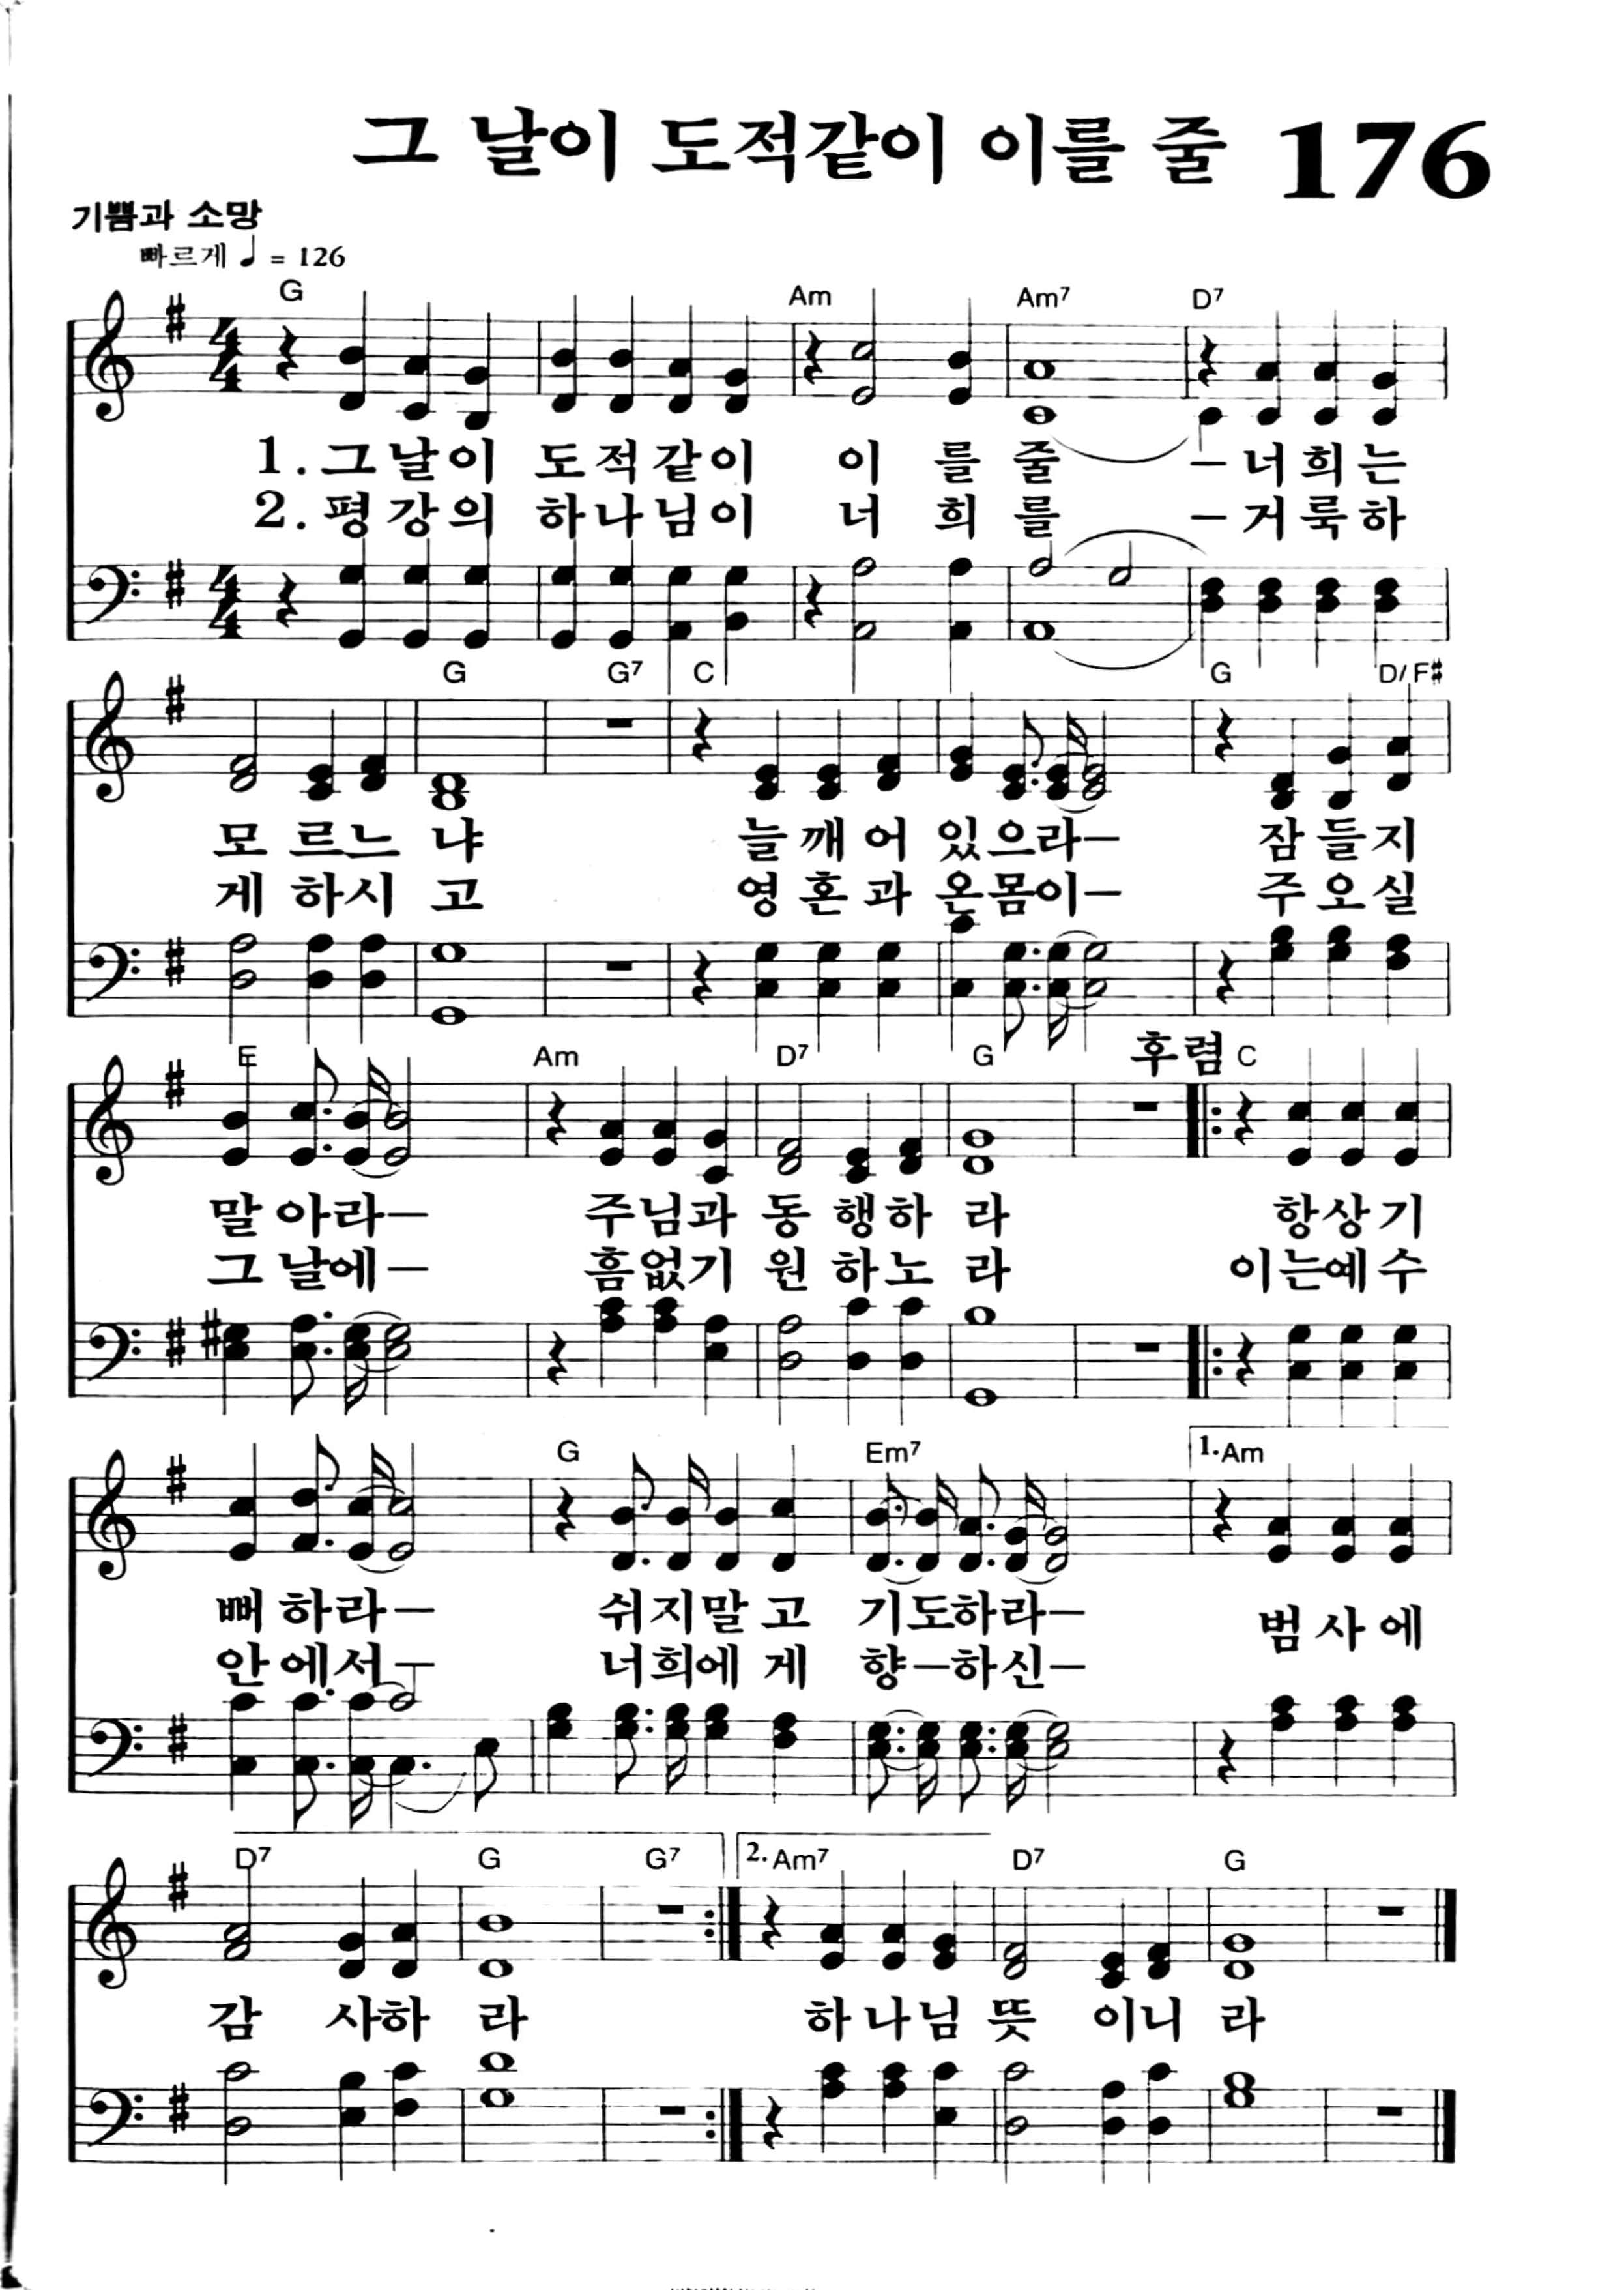 그 날이 도적같이 이를 줄 176
기쁨과 소망
빠르게 ♩ = 126
G Am Am7 D7
1. 그날이 도적같이 이 를 줄 – 너희는
2. 평강의 하나님이 너 희 를 – 거룩하
G G7 C G D/F#
모 르느 냐 늘깨어 있으라– 잠들지
게 하시 고 영혼과 온몸이– 주오실
후렴
E Am D7 G C
말아라– 주님과 동 행하 라 항상기
그날에– 흠없기 원 하노 라 이는예수
G Em7 1. Am
뻐하라– 쉬지말고 기도하라– 범사에
안에서– 너희에게 향–하신–
D7 G G7 2. Am7 D7 G
감 사하 라 하나님 뜻 이니 라